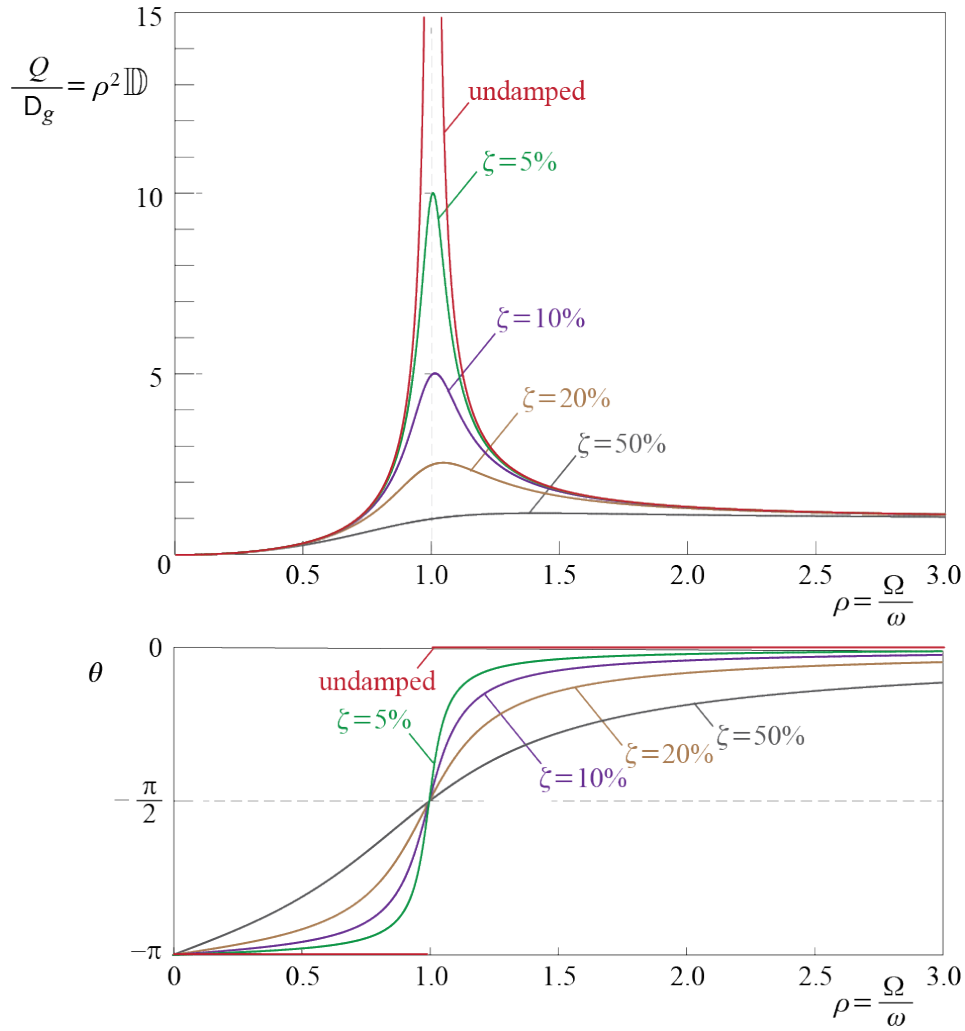 15
Q/D_g = ρ² 𝔻
undamped
ζ=5%
10
ζ=10%
5
ζ=20%
ζ=50%
0
0.5 1.0 1.5 2.0 2.5 3.0
ρ = Ω/ω
0
θ
undamped
ζ=5%
ζ=50%
ζ=20%
ζ=10%
−π/2
−π
0 0.5 1.0 1.5 2.0 2.5 3.0
ρ = Ω/ω